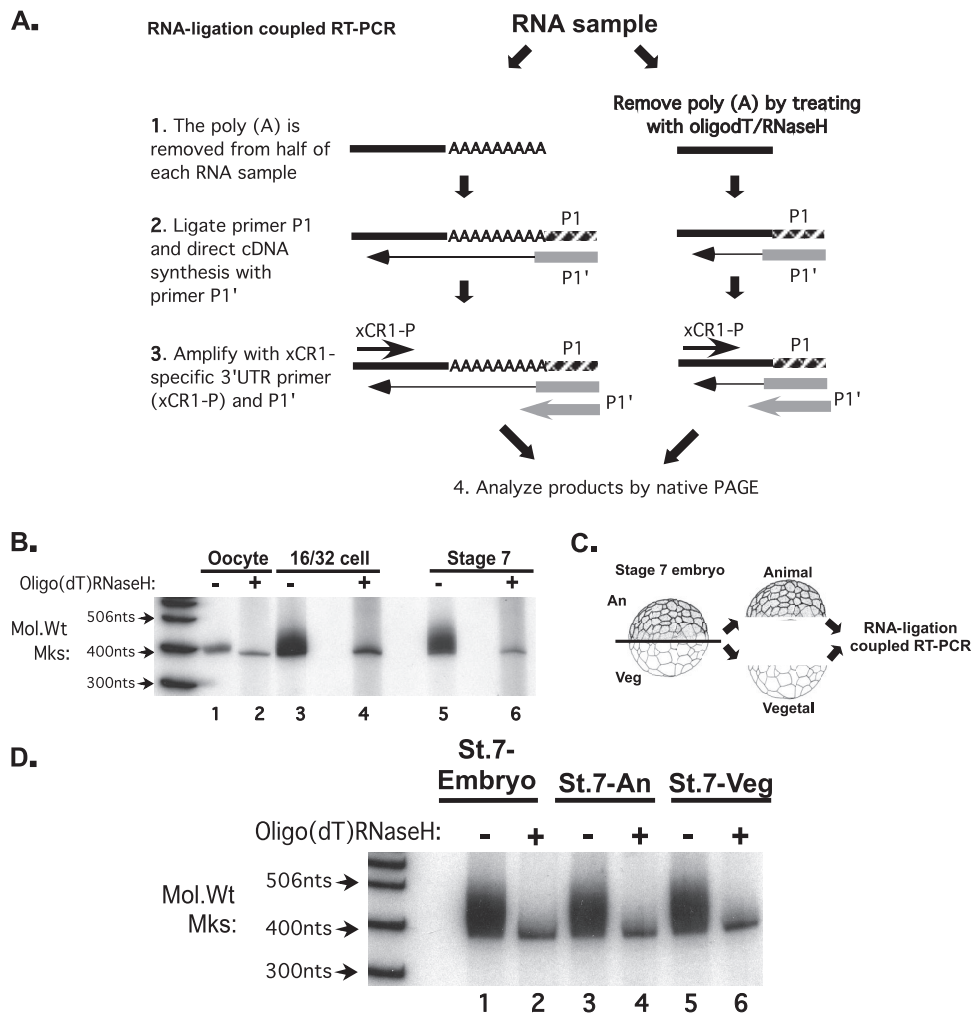 A.
RNA-ligation coupled RT-PCR
RNA sample
Remove poly (A) by treating
with oligodT/RNaseH
1. The poly (A) is
removed from half of
each RNA sample
AAAAAAAAA
2. Ligate primer P1
and direct cDNA
synthesis with
primer P1'
P1
AAAAAAAAA
P1'
P1
P1'
3. Amplify with xCR1-
specific 3'UTR primer
(xCR1-P) and P1'
xCR1-P
P1
AAAAAAAAA
P1'
xCR1-P
P1
P1'
4. Analyze products by native PAGE
B.
Oocyte 16/32 cell Stage 7
Oligo(dT)RNaseH: - + - + - +
Mol.Wt
Mks:
506nts
400nts
300nts
1 2 3 4 5 6
C.
Stage 7 embryo
An
Veg
Animal
Vegetal
RNA-ligation
coupled RT-PCR
D.
St.7-
Embryo St.7-An St.7-Veg
Oligo(dT)RNaseH: - + - + - +
Mol.Wt
Mks:
506nts
400nts
300nts
1 2 3 4 5 6